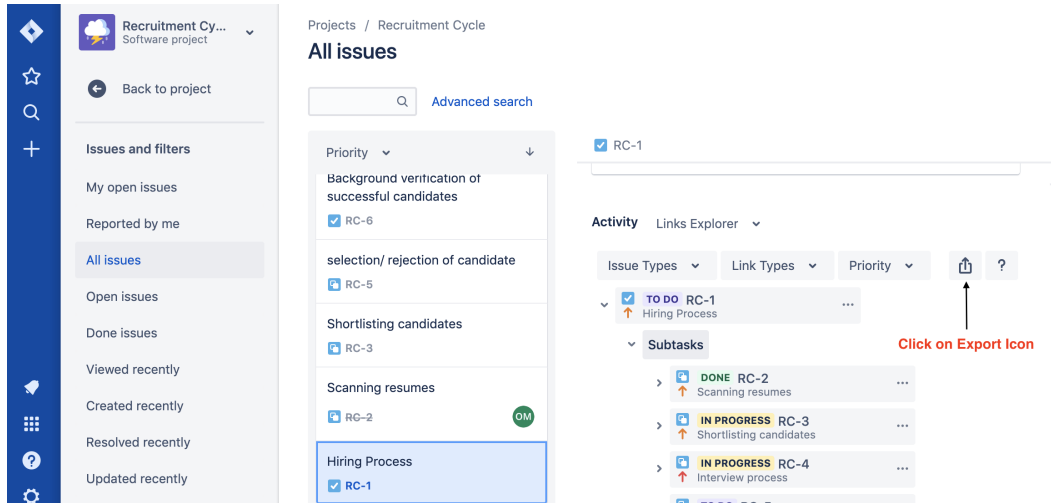 Recruitment Cy...
Software project
Back to project
Issues and filters
My open issues
Reported by me
All issues
Open issues
Done issues
Viewed recently
Created recently
Resolved recently
Updated recently
Projects / Recruitment Cycle
All issues
Advanced search
Priority
Background verification of
successful candidates
RC-6
selection/ rejection of candidate
RC-5
Shortlisting candidates
RC-3
Scanning resumes
RC-2
OM
Hiring Process
RC-1
RC-1
Activity Links Explorer
Issue Types Link Types Priority ?
TO DO RC-1 ...
Hiring Process
Click on Export Icon
Subtasks
DONE RC-2 ...
Scanning resumes
IN PROGRESS RC-3 ...
Shortlisting candidates
IN PROGRESS RC-4 ...
Interview process